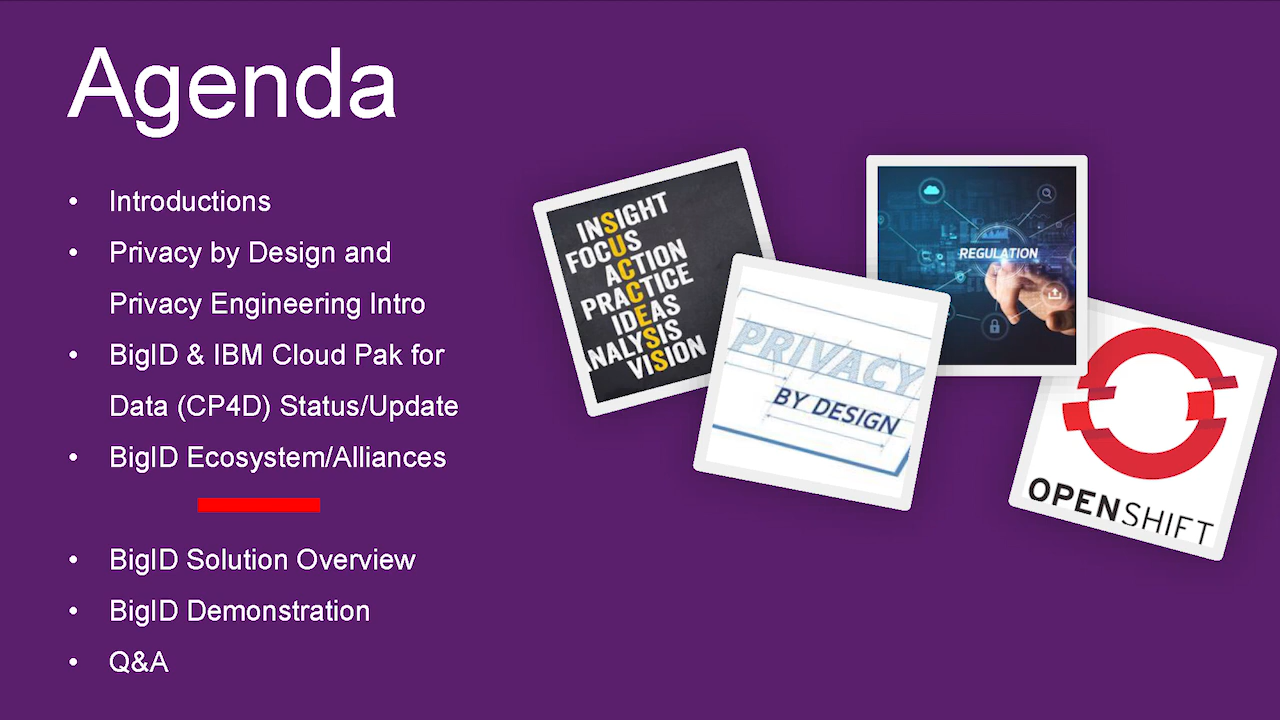 Agenda
• Introductions
• Privacy by Design and
Privacy Engineering Intro
• BigID & IBM Cloud Pak for
Data (CP4D) Status/Update
• BigID Ecosystem/Alliances
• BigID Solution Overview
• BigID Demonstration
• Q&A
INSIGHT
FOCUS
ACTION
PRACTICE
IDEAS
NALYSIS
VISION
PRIVACY
BY DESIGN
REGULATION
OPENSHIFT